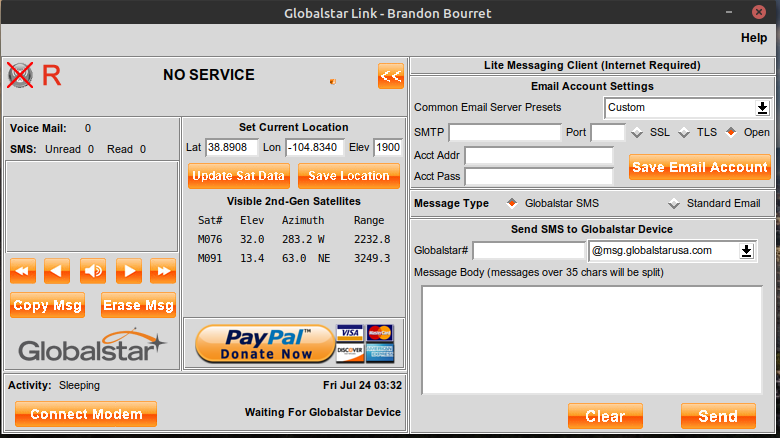 Globalstar Link - Brandon Bourret
Help
R
NO SERVICE
<<
Voice Mail: 0
SMS: Unread 0 Read 0
Copy Msg
Erase Msg
Globalstar
Set Current Location
Lat 38.8908 Lon -104.8340 Elev 1900
Update Sat Data
Save Location
Visible 2nd-Gen Satellites
Sat# Elev Azimuth Range
M076 32.0 283.2 W 2232.8
M091 13.4 63.0 NE 3249.3
PayPal™
Donate Now
VISA
MasterCard
DISCOVER
AMERICAN EXPRESS
Activity: Sleeping
Fri Jul 24 03:32
Connect Modem
Waiting For Globalstar Device
Lite Messaging Client (Internet Required)
Email Account Settings
Common Email Server Presets Custom
SMTP Port SSL TLS Open
Acct Addr
Acct Pass
Save Email Account
Message Type Globalstar SMS Standard Email
Send SMS to Globalstar Device
Globalstar# @msg.globalstarusa.com
Message Body (messages over 35 chars will be split)
Clear
Send